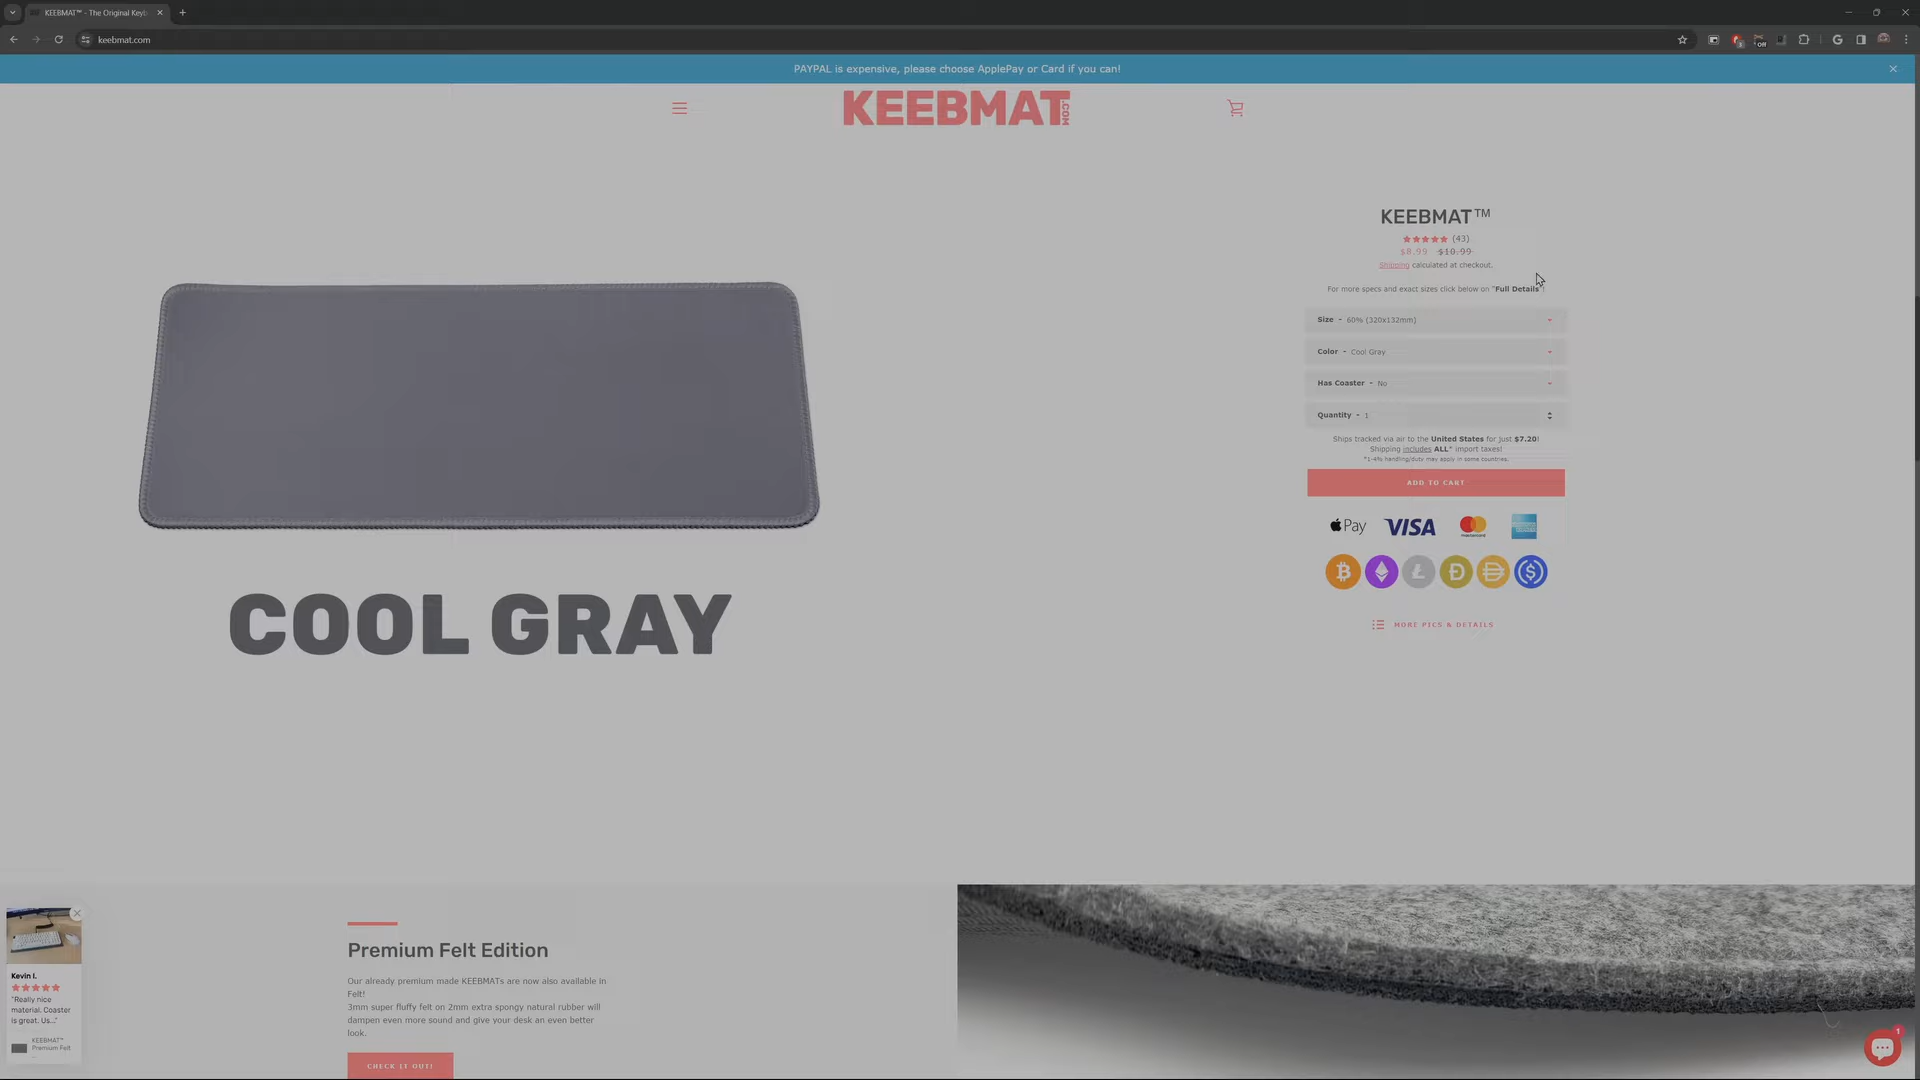 KEEBMAT™ - The Original Keyb
keebmat.com
PAYPAL is expensive, please choose ApplePay or Card if you can!
KEEBMAT.COM
KEEBMAT™
(43)
$8.99 $10.99
Shipping calculated at checkout.
For more specs and exact sizes click below on "Full Details"!
Size - 60% (320x132mm)
Color - Cool Gray
Has Coaster - No
Quantity - 1
Ships tracked via air to the United States for just $7.20!
Shipping includes ALL* import taxes!
*1-4% handling/duty may apply in some countries.
ADD TO CART
Pay VISA mastercard
MORE PICS & DETAILS
COOL GRAY
Premium Felt Edition
Our already premium made KEEBMATs are now also available in
Felt!
3mm super fluffy felt on 2mm extra spongy natural rubber will
dampen even more sound and give your desk an even better
look.
CHECK IT OUT!
Kevin I.
"Really nice
material. Coaster
is great. Us..."
KEEBMAT™
Premium Felt
...
1